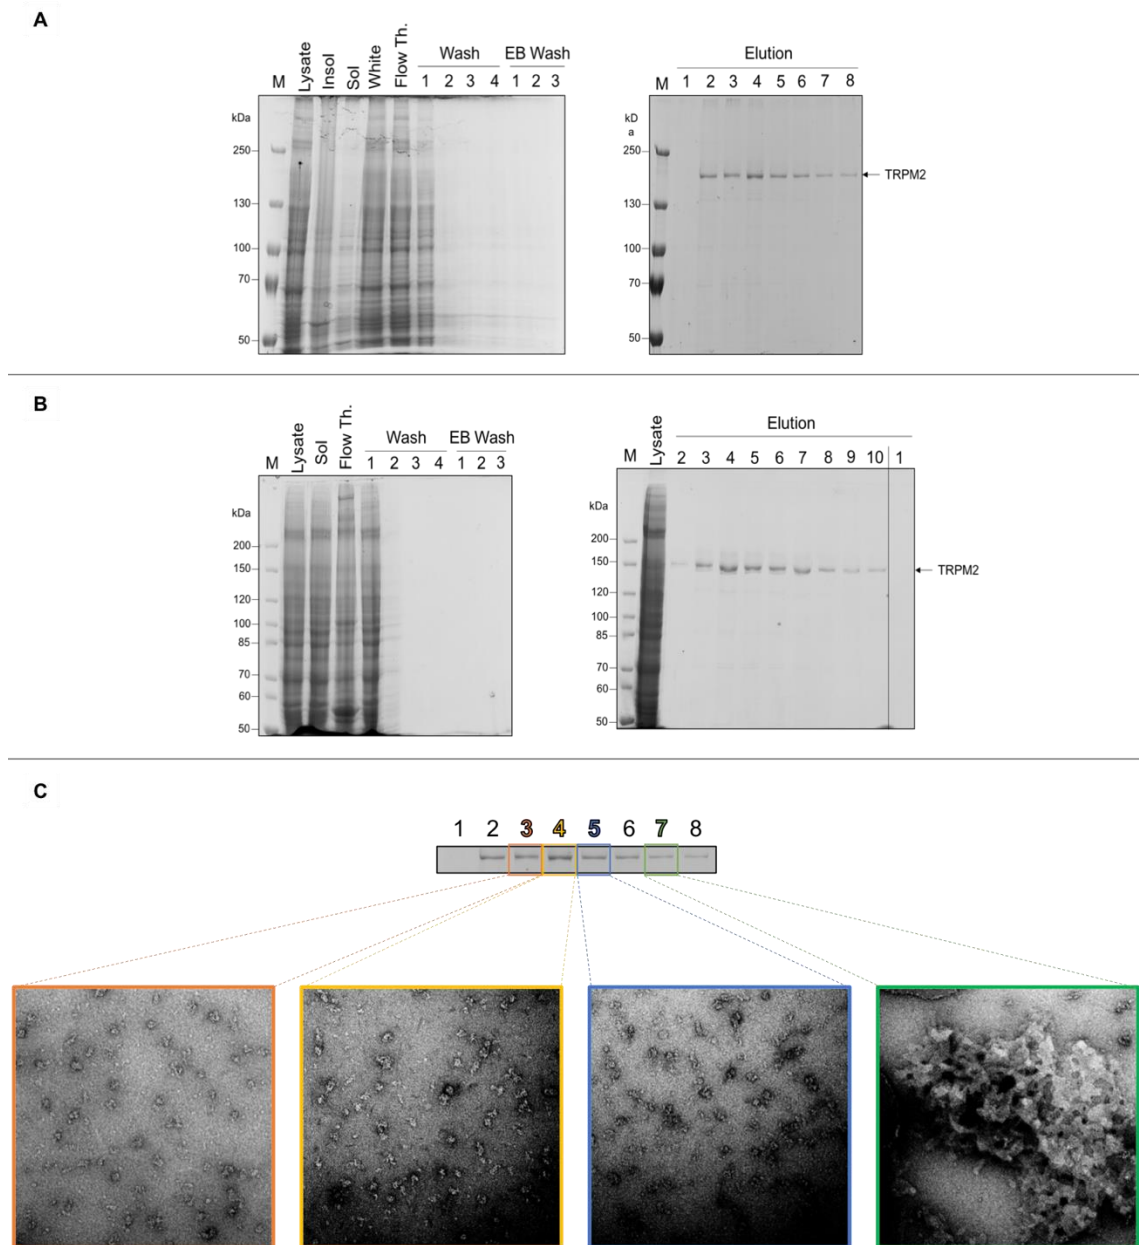 A
Lysate
Insol
Sol
White
Flow Th.
Wash
EB Wash
M 1 2 3 4 1 2 3
kDa
250
130
100
70
50
Elution
M 1 2 3 4 5 6 7 8
kD
a
250
130
100
70
50
TRPM2
B
Lysate
Sol
Flow Th.
Wash
EB Wash
M 1 2 3 4 1 2 3
kDa
200
150
120
100
85
70
60
50
Lysate
Elution
M 2 3 4 5 6 7 8 9 10 1
kDa
200
150
120
100
85
70
60
50
TRPM2
C
1 2 3 4 5 6 7 8